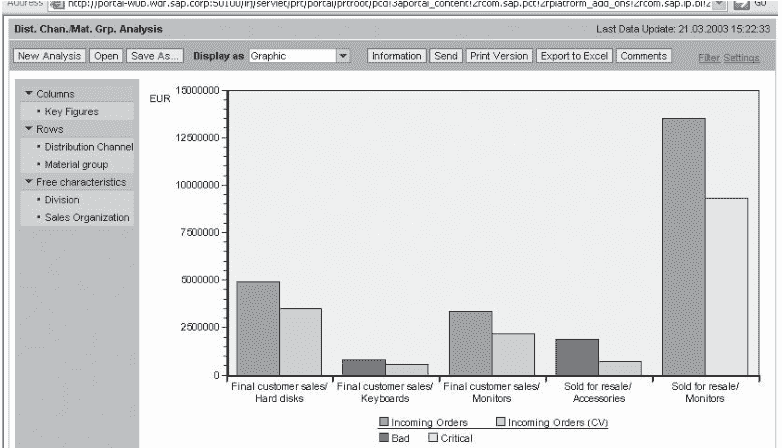 Address http://portal-wob.wdf.sap.corp:50100/irj/servlet/prt/portal/prtroot/pcd!3aportal_content!2fcom.sap.pct!2fplatform_add_ons!2fcom.sap.ip.bi!2 GO
Dist. Chan./Mat. Grp. Analysis Last Data Update: 21.03.2003 15:22:33
New Analysis Open Save As... Display as Graphic Information Send Print Version Export to Excel Comments Filter Settings
Columns
• Key Figures
Rows
• Distribution Channel
• Material group
Free characteristics
• Division
• Sales Organization
EUR
15000000
12500000
10000000
7500000
5000000
2500000
0
Final customer sales/ Final customer sales/ Final customer sales/ Sold for resale/ Sold for resale/
Hard disks Keyboards Monitors Accessories Monitors
Incoming Orders Incoming Orders (CV)
Bad Critical